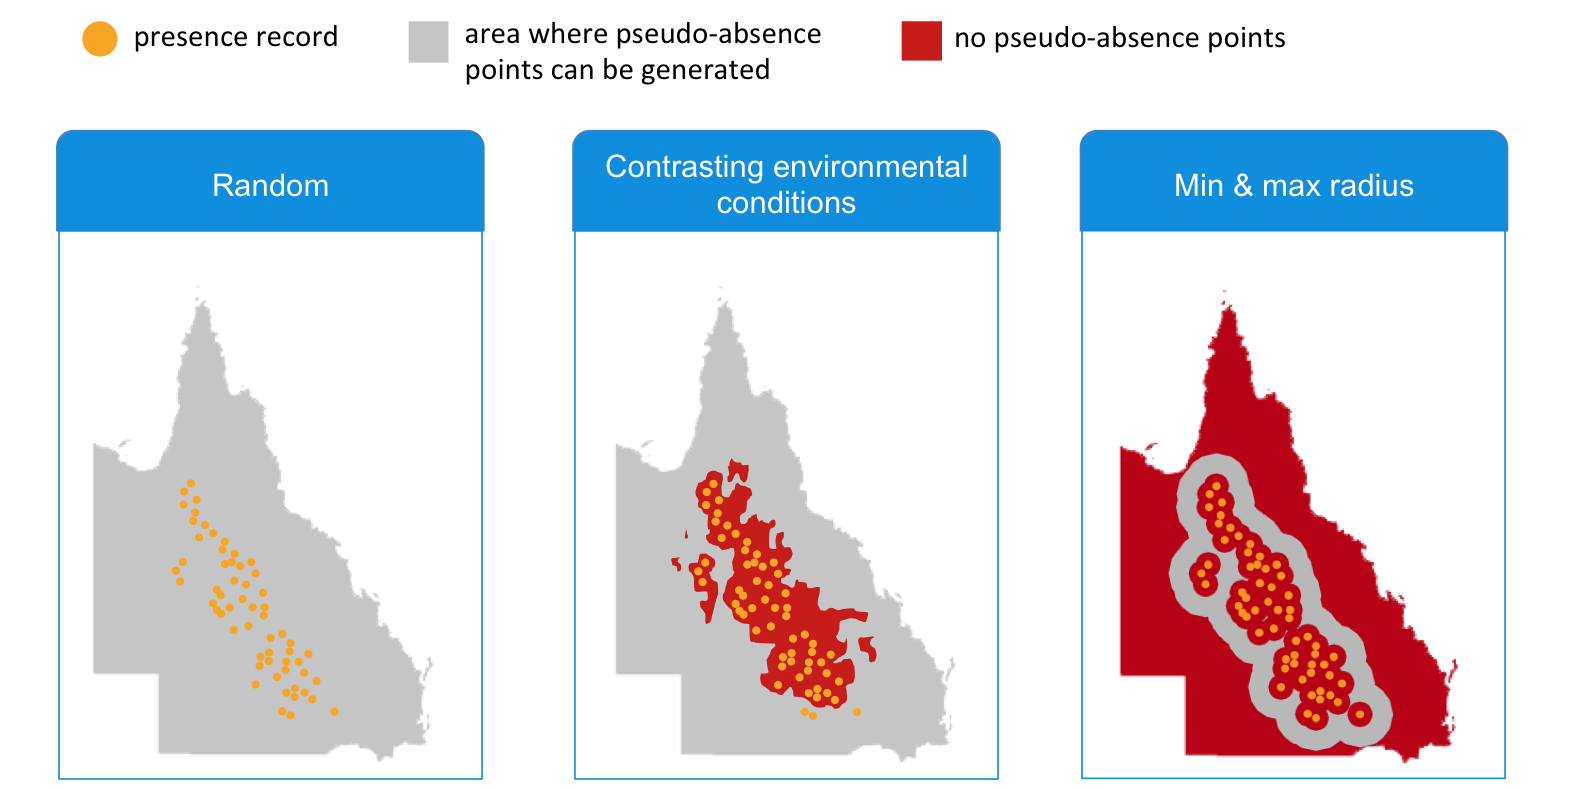 presence record
area where pseudo-absence
points can be generated
no pseudo-absence points
Random
Contrasting environmental
conditions
Min & max radius